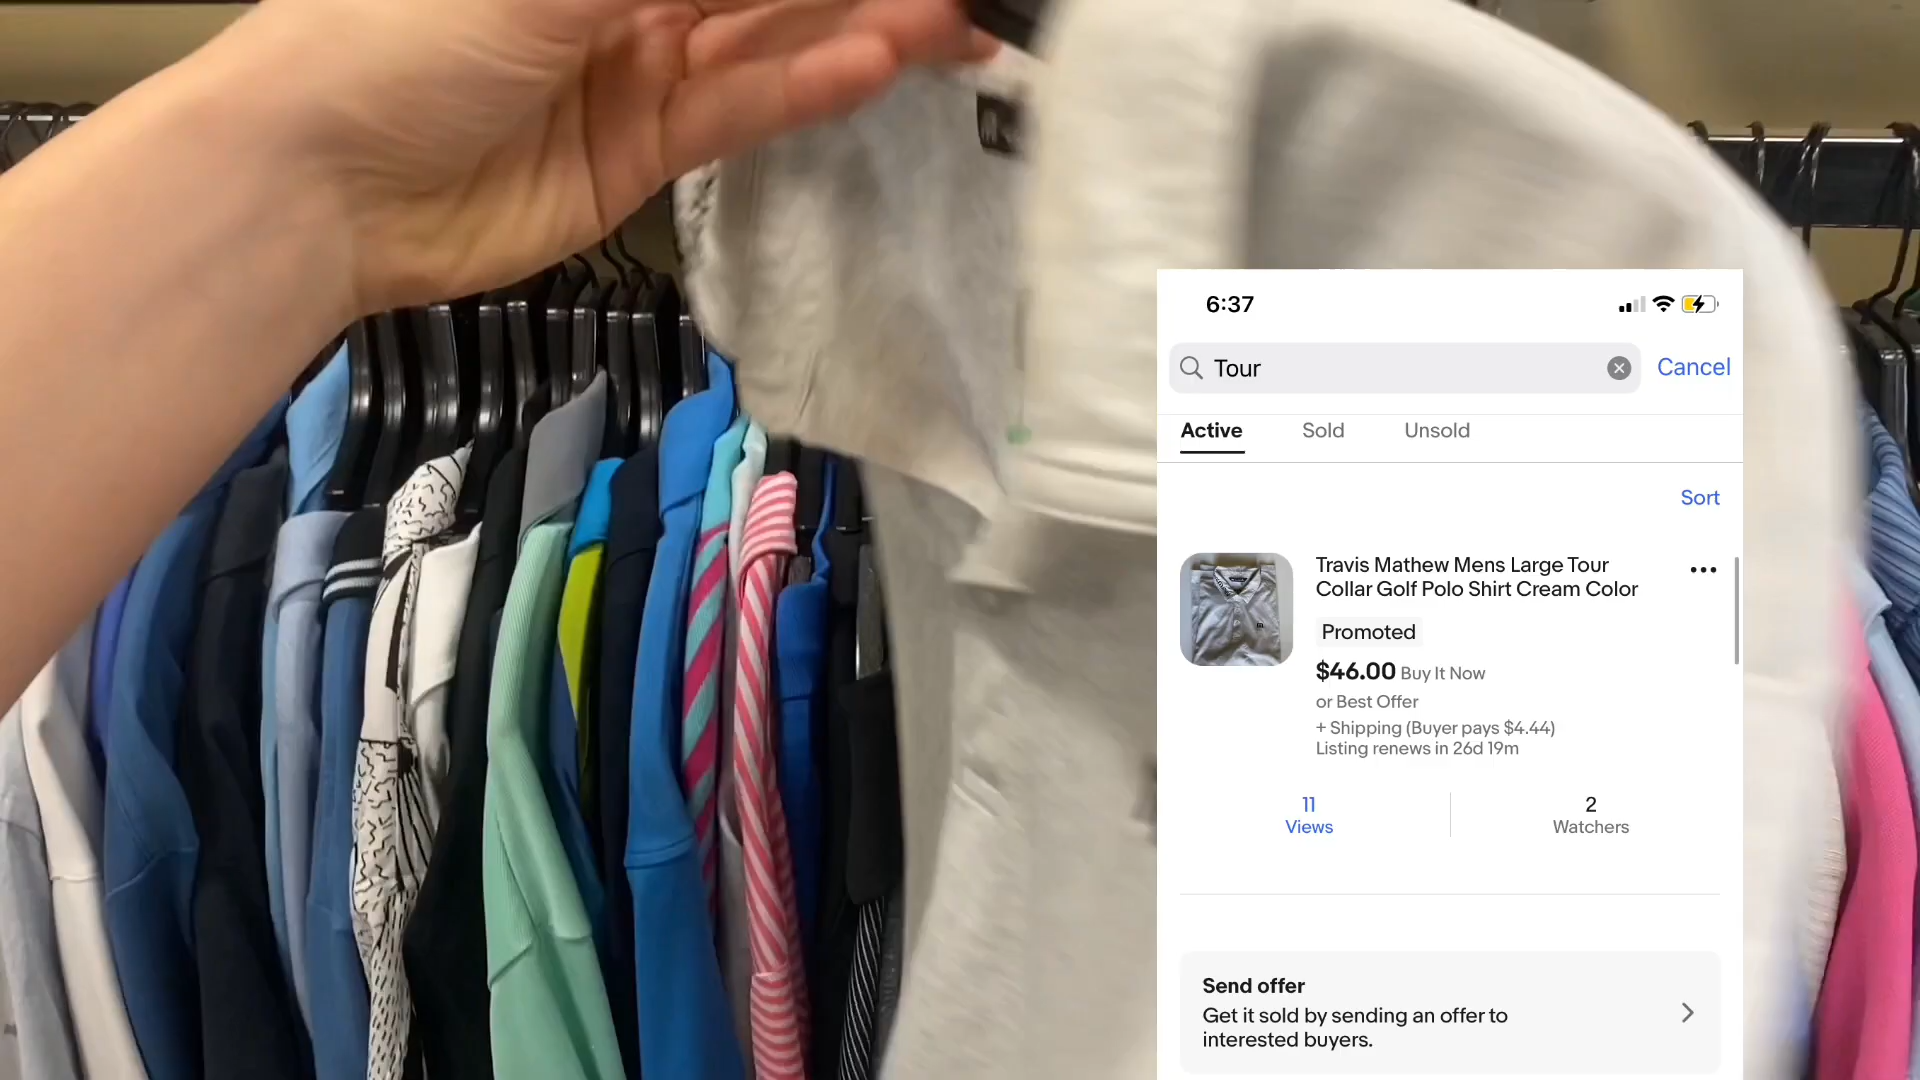 6:37
Tour
Cancel
Active
Sold
Unsold
Sort
Travis Mathew Mens Large Tour
Collar Golf Polo Shirt Cream Color
Promoted
$46.00 Buy It Now
or Best Offer
+ Shipping (Buyer pays $4.44)
Listing renews in 26d 19m
11
Views
2
Watchers
Send offer
Get it sold by sending an offer to
interested buyers.